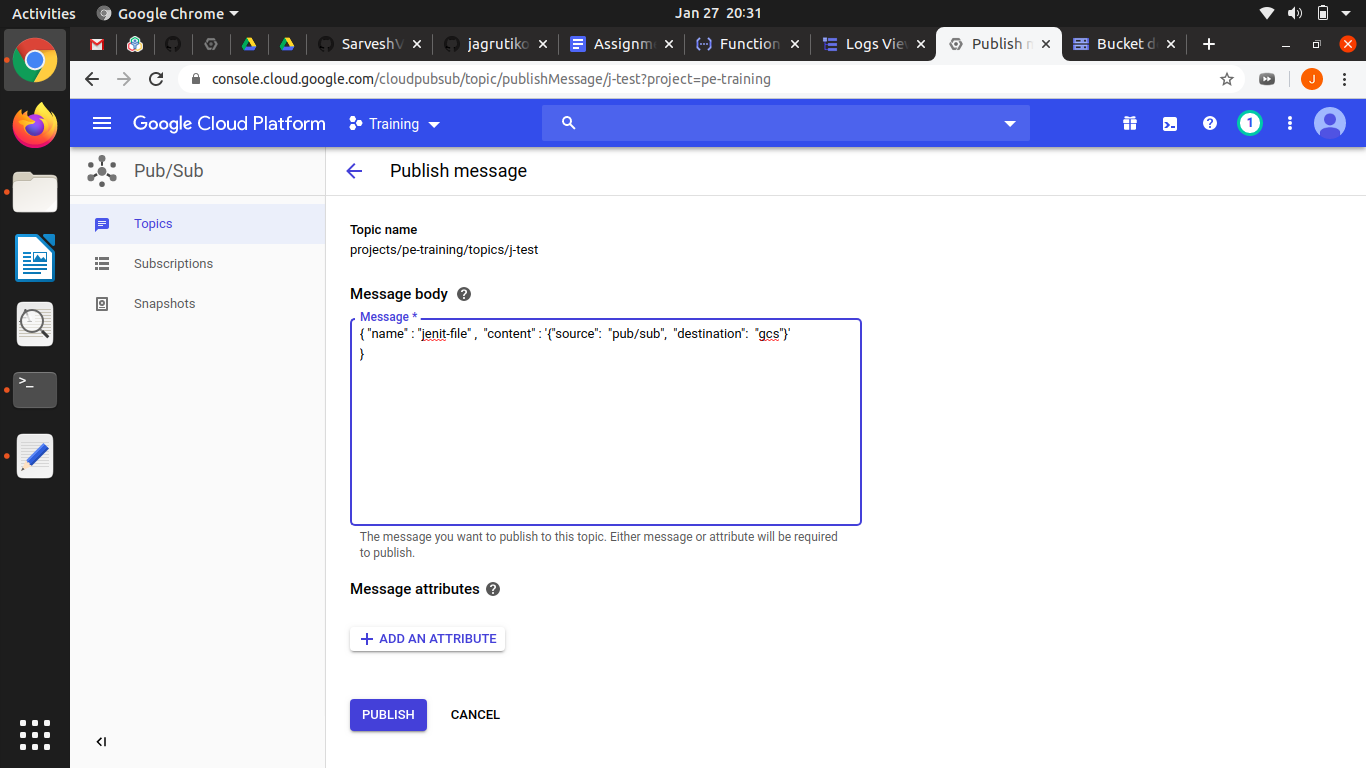 Activities Google Chrome Jan 27 20:31
SarveshV jagrutiko Assignm Function Logs Vie Publish m Bucket d
console.cloud.google.com/cloudpubsub/topic/publishMessage/j-test?project=pe-training J
Google Cloud Platform Training 1
Pub/Sub
Publish message
Topics
Subscriptions
Snapshots
Topic name
projects/pe-training/topics/j-test
Message body
Message *
{ "name" : "jenit-file" , "content" : '{"source": "pub/sub", "destination": "gcs"}'
}
The message you want to publish to this topic. Either message or attribute will be required
to publish.
Message attributes
ADD AN ATTRIBUTE
PUBLISH CANCEL